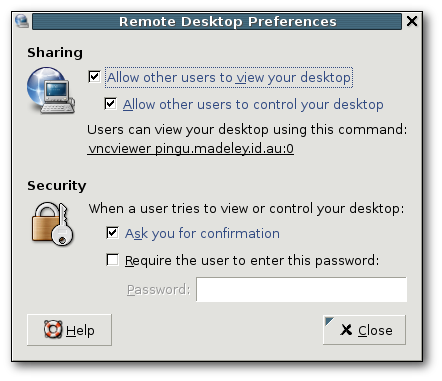 Remote Desktop Preferences
Sharing
Allow other users to view your desktop
Allow other users to control your desktop
Users can view your desktop using this command:
vncviewer pingu.madeley.id.au:0
Security
When a user tries to view or control your desktop:
Ask you for confirmation
Require the user to enter this password:
Password:
Help
Close